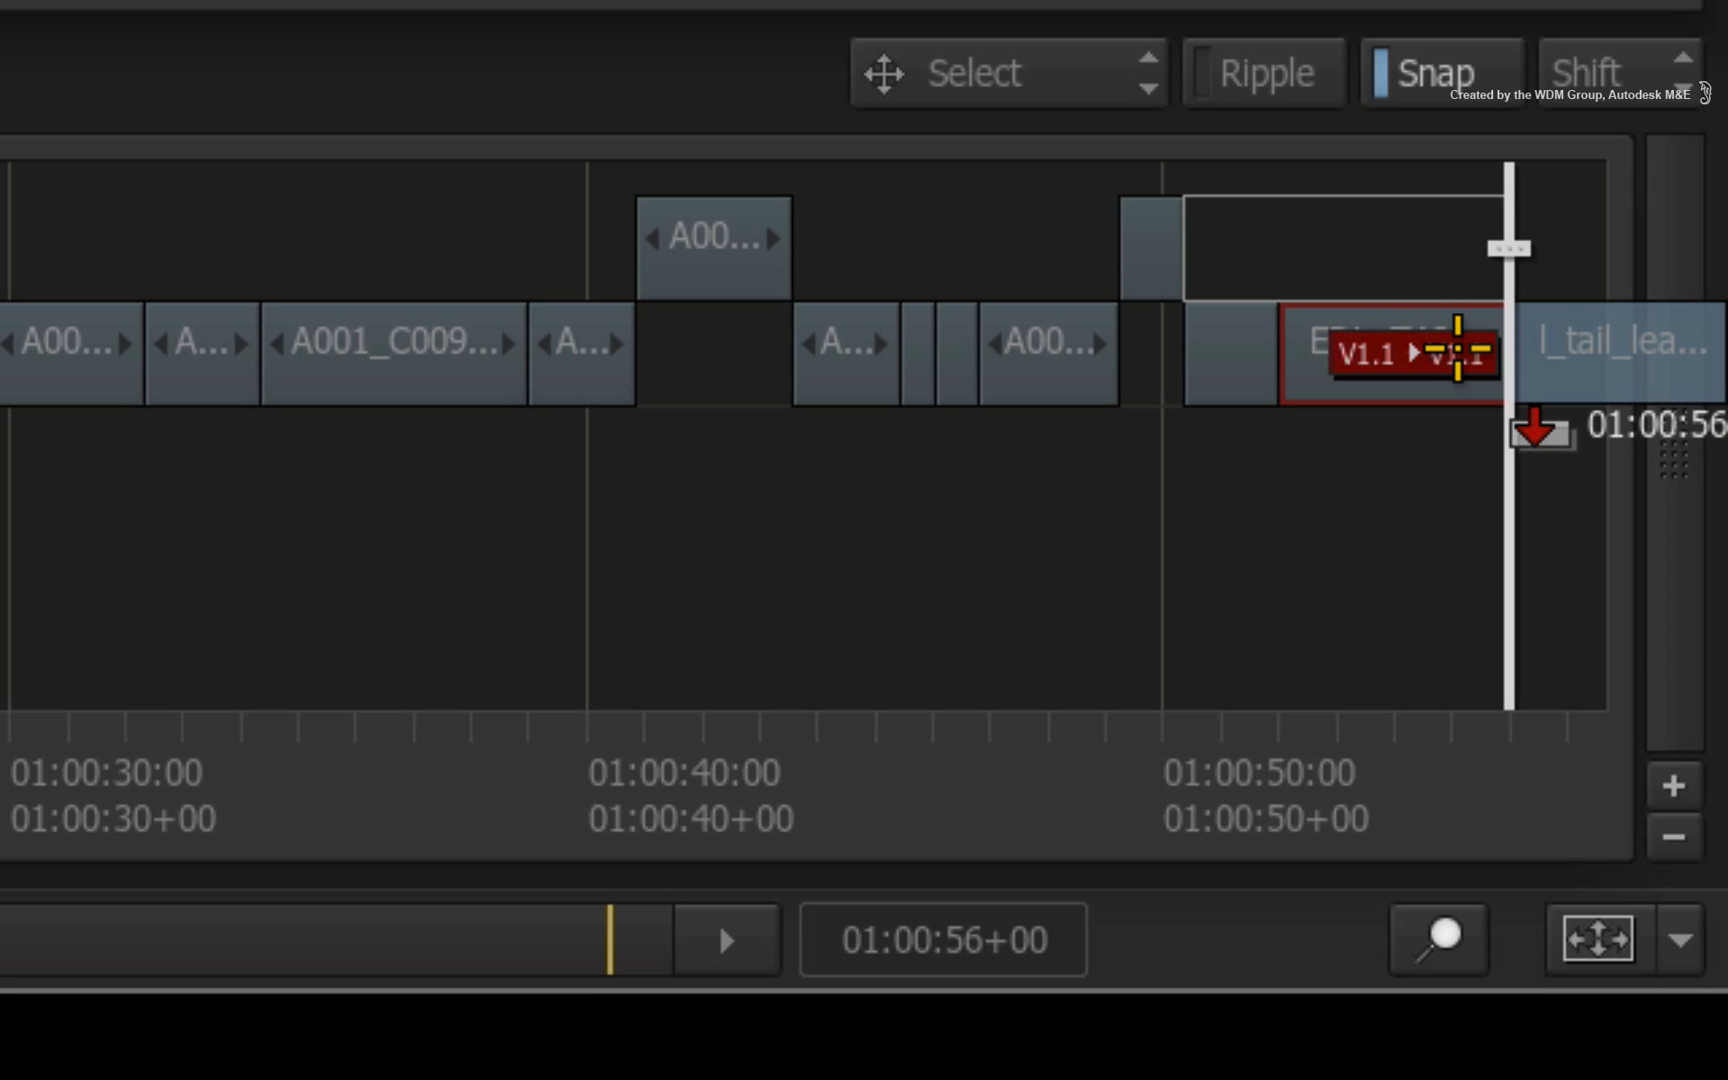 Select
Ripple
Snap
Shift
Created by the WDM Group, Autodesk M&E
A00...
A00...
A...
A001_C009...
A...
A...
A00...
V1.1
V1.1
l_tail_lea...
01:00:56
01:00:30:00
01:00:40:00
01:00:50:00
01:00:30+00
01:00:40+00
01:00:50+00
01:00:56+00